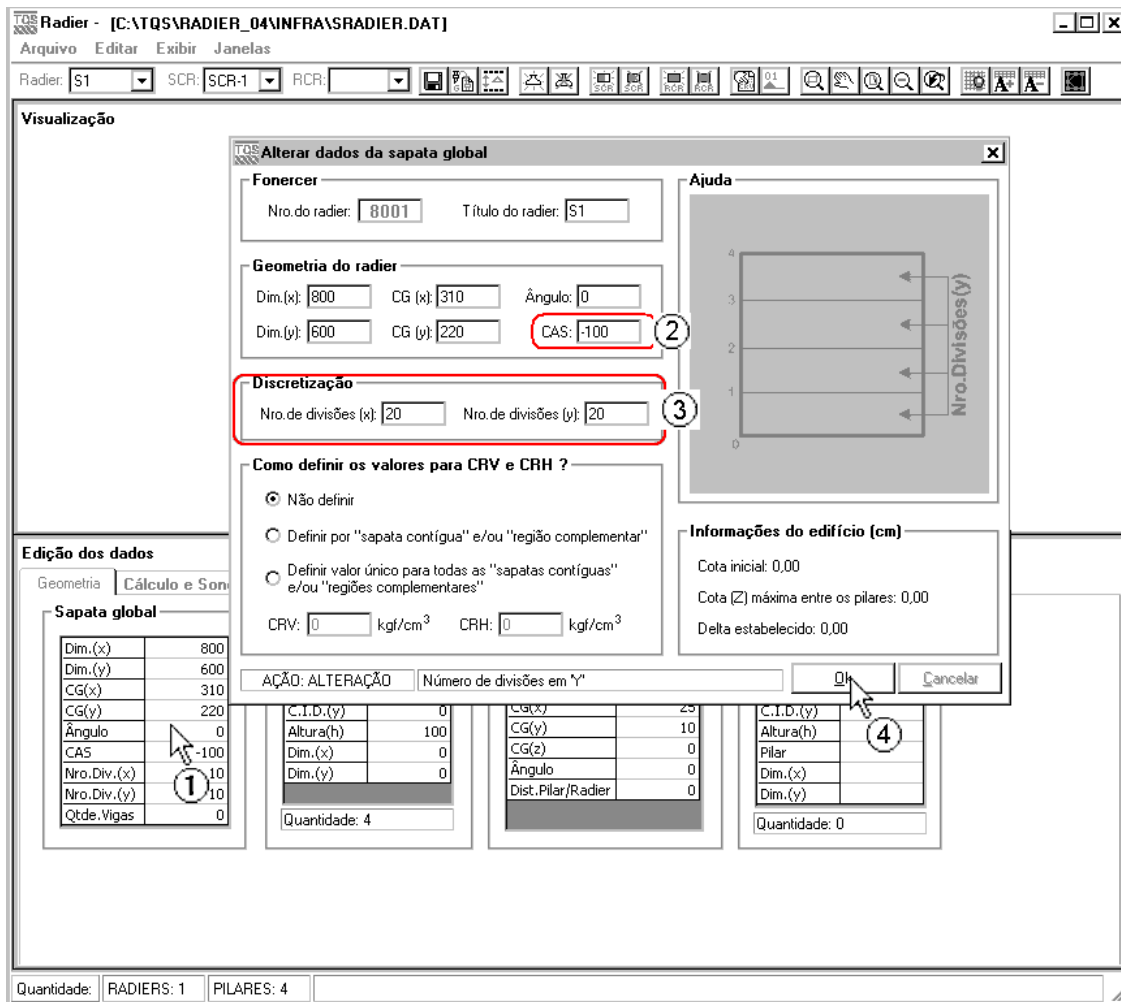 TQS Radier - [C:\TQS\RADIER_04\INFRA\SRADIER.DAT]
Arquivo Editar Exibir Janelas
Radier: S1 SCR: SCR-1 RCR:
SCR SCR RCR RCR
Visualização
TQS Alterar dados da sapata global
Fonercer
Nro.do radier: 8001 Título do radier: S1
Geometria do radier
Dim.(x): 800 CG (x): 310 Ângulo: 0
Dim.(y): 600 CG (y): 220 CAS: -100
2
Discretização
Nro.de divisões (x): 20 Nro.de divisões (y): 20
3
Como definir os valores para CRV e CRH ?
Não definir
Definir por "sapata contígua" e/ou "região complementar"
Definir valor único para todas as "sapatas contíguas"
e/ou "regiões complementares"
CRV: 0 kgf/cm3 CRH: 0 kgf/cm3
Ajuda
4
3
2
1
0
Nro.Divisões(y)
Informações do edifício (cm)
Cota inicial: 0,00
Cota (Z) máxima entre os pilares: 0,00
Delta estabelecido: 0,00
AÇÃO: ALTERAÇÃO Número de divisões em 'Y'
Ok Cancelar
4
Edição dos dados
Geometria Cálculo e Son
Sapata global
Dim.(x) 800
Dim.(y) 600
CG(x) 310
CG(y) 220
Ângulo 0
CAS -100
Nro.Div.(x) 10
Nro.Div.(y) 10
Qtde.Vigas 0
1
C.I.D.(y) 0
Altura(h) 100
Dim.(x) 0
Dim.(y) 0
Quantidade: 4
CG(x) 25
CG(y) 10
CG(z) 0
Ângulo 0
Dist.Pilar/Radier 0
C.I.D.(y)
Altura(h)
Pilar
Dim.(x)
Dim.(y)
Quantidade: 0
Quantidade: RADIERS: 1 PILARES: 4